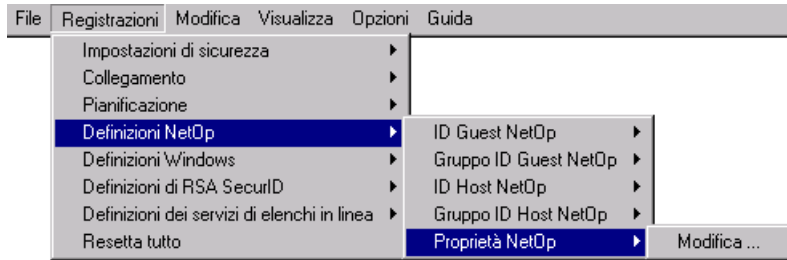 File Registrazioni Modifica Visualizza Opzioni Guida
Impostazioni di sicurezza
Collegamento
Pianificazione
Definizioni NetOp
Definizioni Windows
Definizioni di RSA SecurID
Definizioni dei servizi di elenchi in linea
Resetta tutto
ID Guest NetOp
Gruppo ID Guest NetOp
ID Host NetOp
Gruppo ID Host NetOp
Proprietà NetOp
Modifica ...